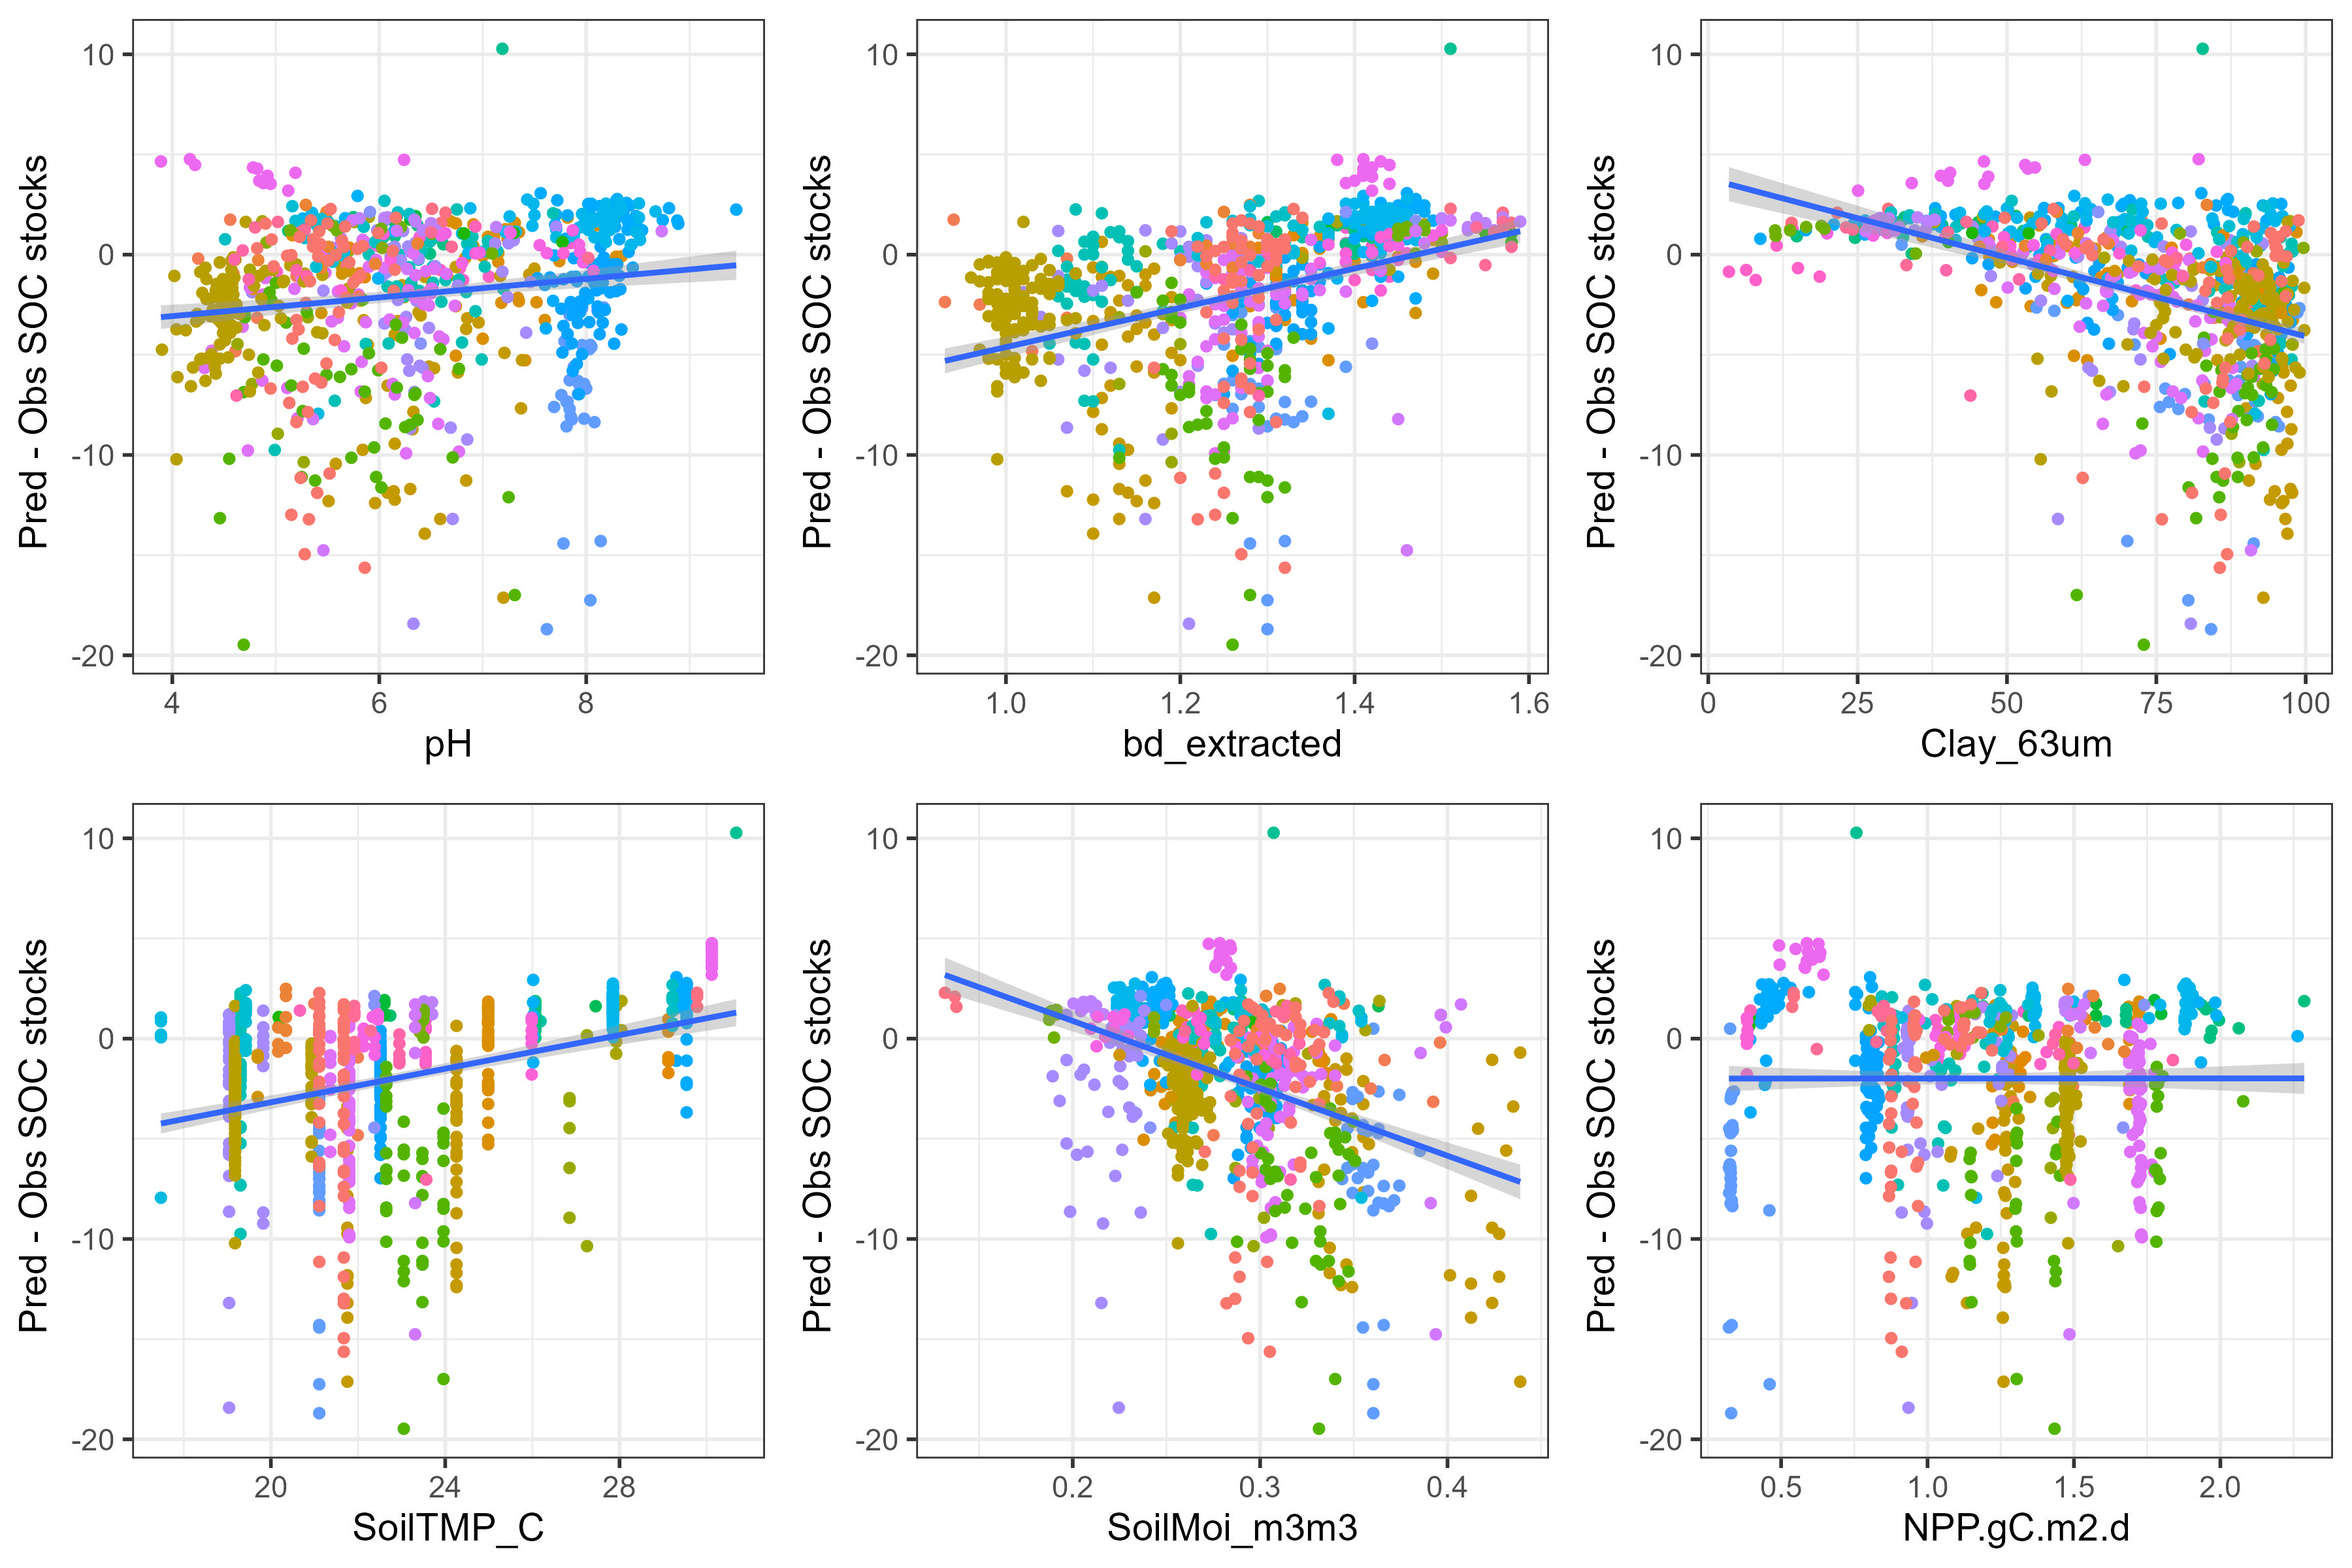 Pred - Obs SOC stocks
10
0
-10
-20
4 6 8
pH
Pred - Obs SOC stocks
10
0
-10
-20
1.0 1.2 1.4 1.6
bd_extracted
Pred - Obs SOC stocks
10
0
-10
-20
0 25 50 75 100
Clay_63um
Pred - Obs SOC stocks
10
0
-10
-20
20 24 28
SoilTMP_C
Pred - Obs SOC stocks
10
0
-10
-20
0.2 0.3 0.4
SoilMoi_m3m3
Pred - Obs SOC stocks
10
0
-10
-20
0.5 1.0 1.5 2.0
NPP.gC.m2.d